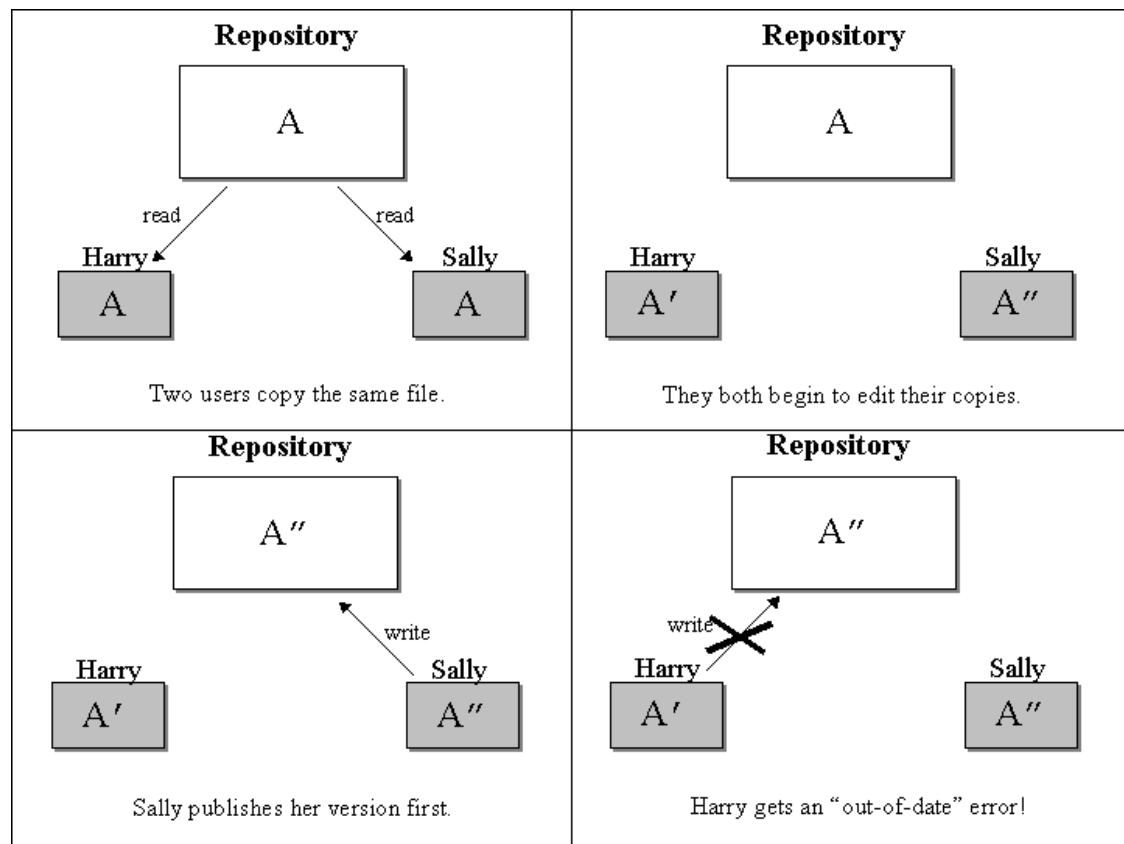 Repository
A
read
read
Harry
Sally
A
A
Two users copy the same file.
Repository
A
Harry
Sally
A′
A″
They both begin to edit their copies.
Repository
A″
write
Harry
Sally
A′
A″
Sally publishes her version first.
Repository
A″
write
Harry
Sally
A′
A″
Harry gets an “out-of-date” error!